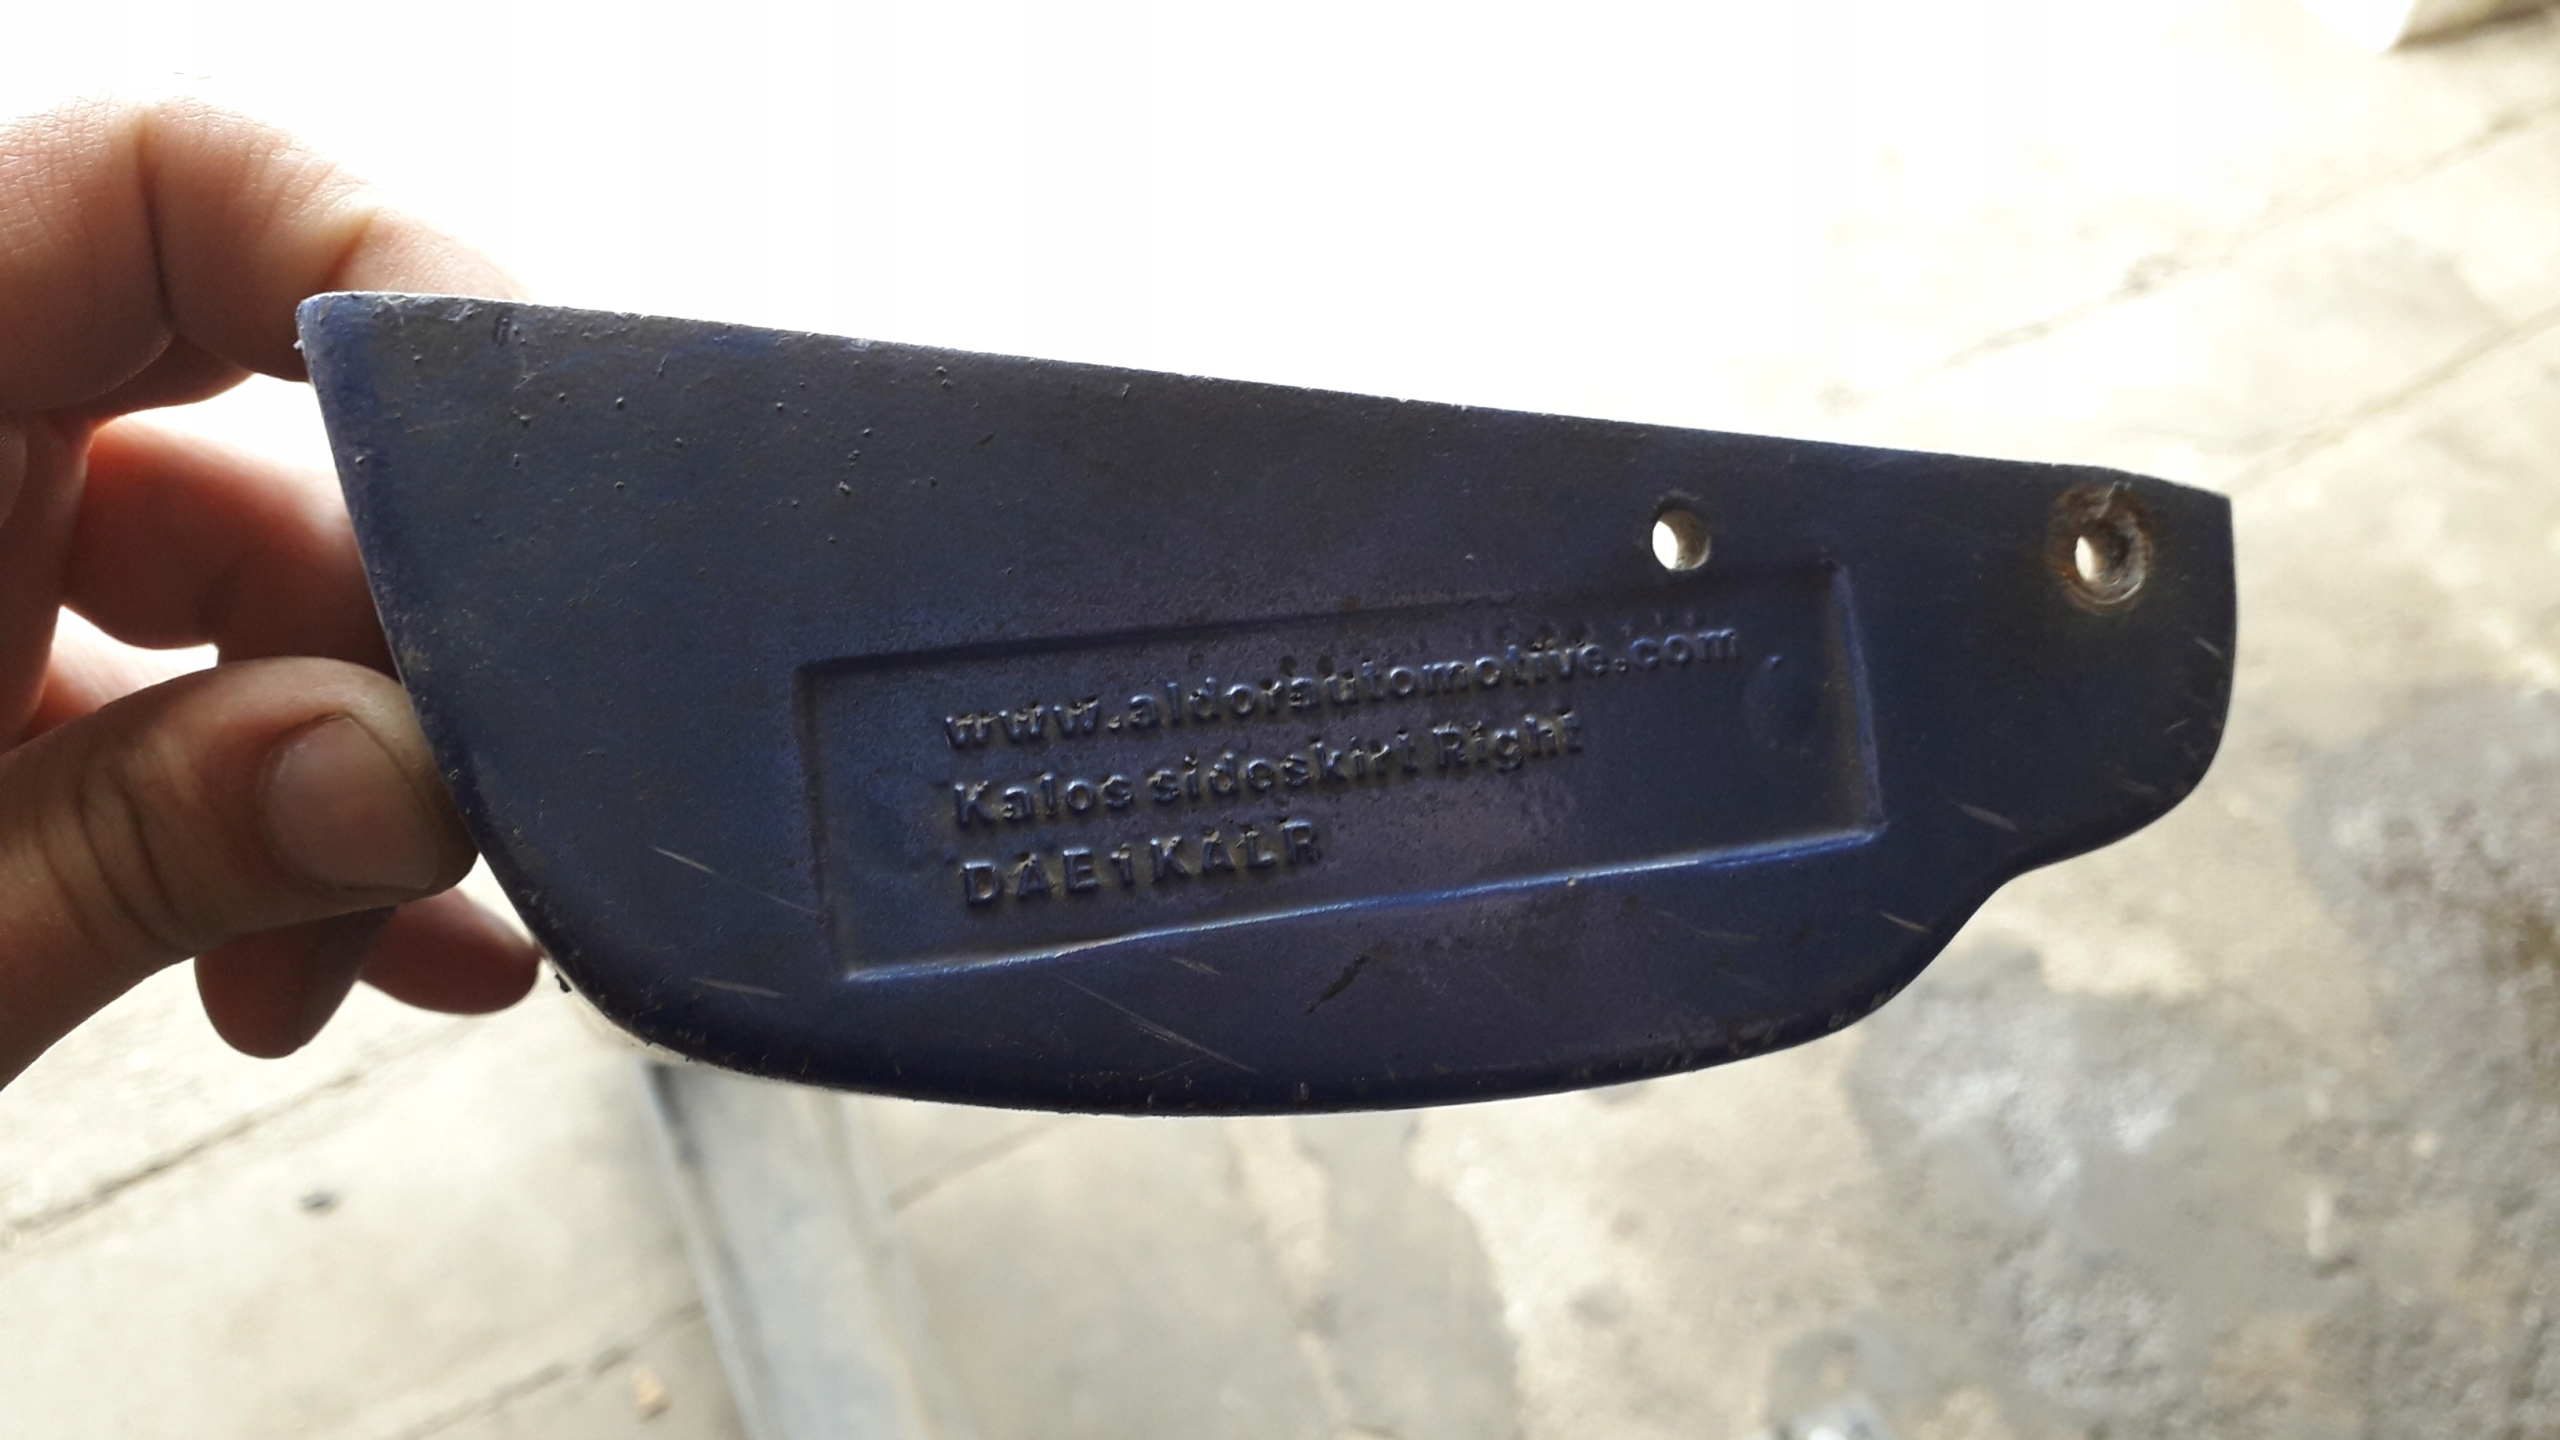 www.aldorautomotive.com
Kalos sideskirt Right
DAE1KALR